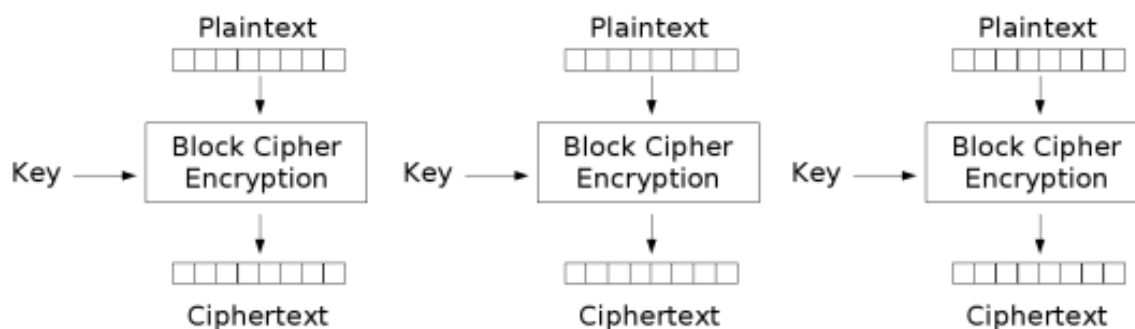 Plaintext
Plaintext
Plaintext
Key
Block Cipher
Encryption
Key
Block Cipher
Encryption
Key
Block Cipher
Encryption
Ciphertext
Ciphertext
Ciphertext